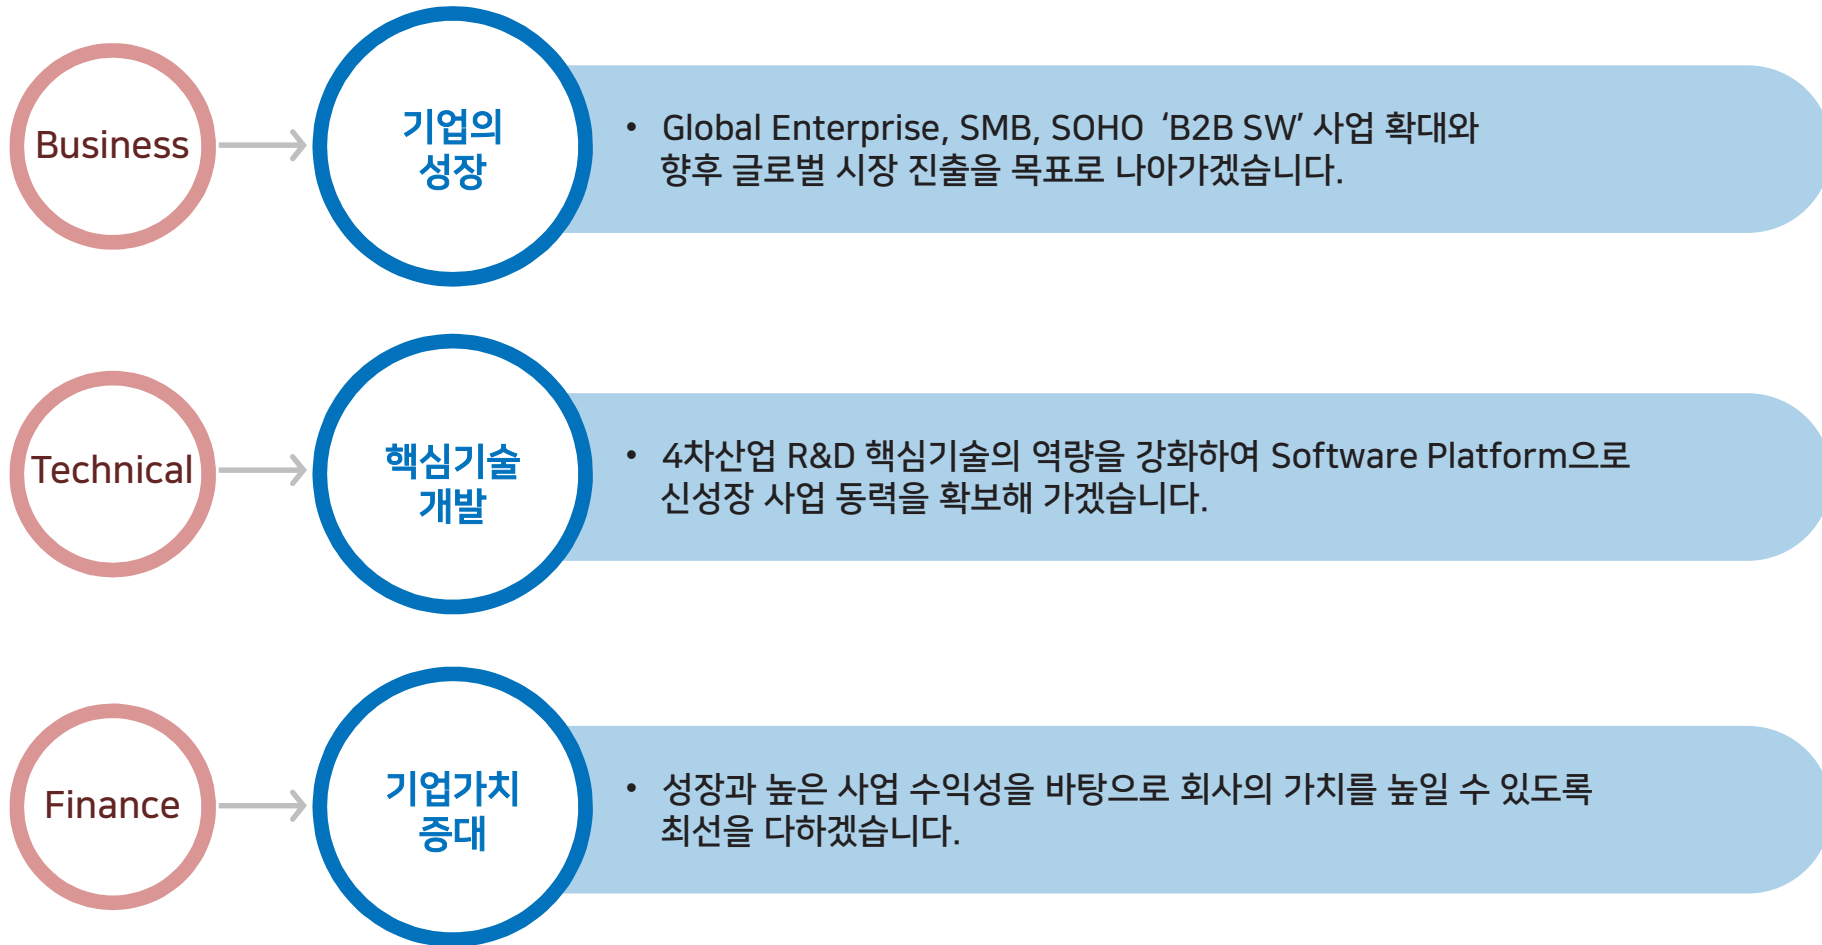 Business
기업의
성장
• Global Enterprise, SMB, SOHO ‘B2B SW’ 사업 확대와
향후 글로벌 시장 진출을 목표로 나아가겠습니다.
Technical
핵심기술
개발
• 4차산업 R&D 핵심기술의 역량을 강화하여 Software Platform으로
신성장 사업 동력을 확보해 가겠습니다.
Finance
기업가치
증대
• 성장과 높은 사업 수익성을 바탕으로 회사의 가치를 높일 수 있도록
최선을 다하겠습니다.